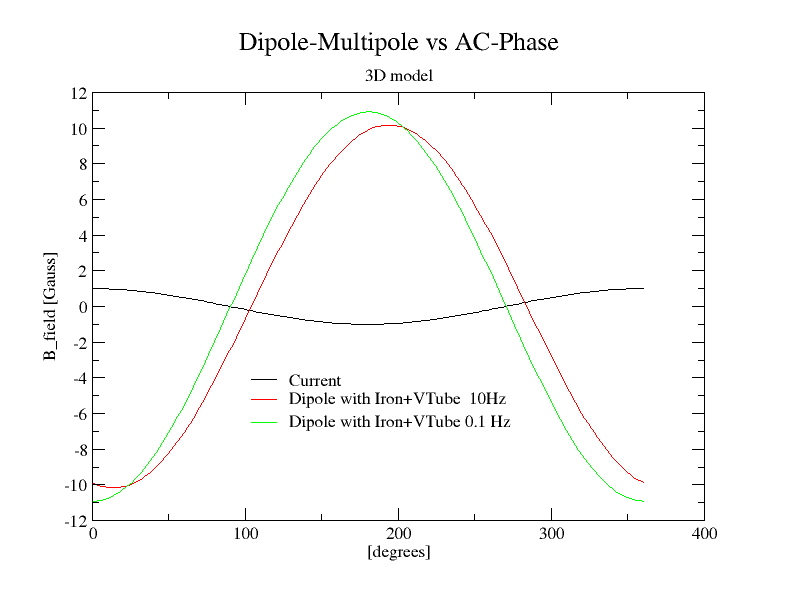 Dipole-Multipole vs AC-Phase
3D model
12
10
8
6
4
2
0
-2
-4
-6
-8
-10
-12
B_field [Gauss]
Current
Dipole with Iron+VTube 10Hz
Dipole with Iron+VTube 0.1 Hz
0 100 200 300 400
[degrees]